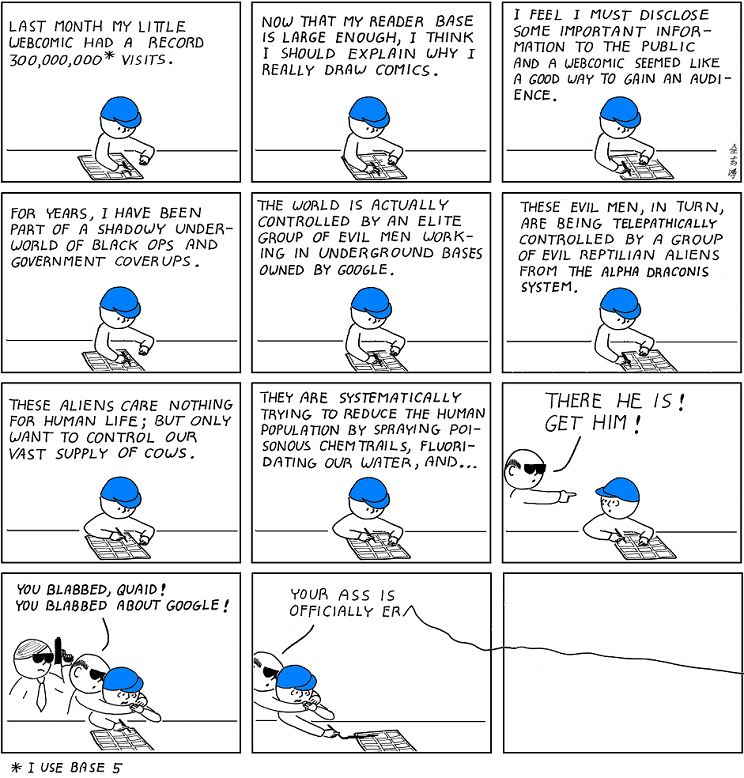 LAST MONTH MY LITTLE
WEBCOMIC HAD A RECORD
300,000,000* VISITS.
NOW THAT MY READER BASE
IS LARGE ENOUGH, I THINK
I SHOULD EXPLAIN WHY I
REALLY DRAW COMICS.
I FEEL I MUST DISCLOSE
SOME IMPORTANT INFOR-
MATION TO THE PUBLIC
AND A WEBCOMIC SEEMED LIKE
A GOOD WAY TO GAIN AN AUDI-
ENCE.
FOR YEARS, I HAVE BEEN
PART OF A SHADOWY UNDER-
WORLD OF BLACK OPS AND
GOVERNMENT COVERUPS.
THE WORLD IS ACTUALLY
CONTROLLED BY AN ELITE
GROUP OF EVIL MEN WORK-
ING IN UNDERGROUND BASES
OWNED BY GOOGLE.
THESE EVIL MEN, IN TURN,
ARE BEING TELEPATHICALLY
CONTROLLED BY A GROUP
OF EVIL REPTILIAN ALIENS
FROM THE ALPHA DRACONIS
SYSTEM.
THESE ALIENS CARE NOTHING
FOR HUMAN LIFE; BUT ONLY
WANT TO CONTROL OUR
VAST SUPPLY OF COWS.
THEY ARE SYSTEMATICALLY
TRYING TO REDUCE THE HUMAN
POPULATION BY SPRAYING POI-
SONOUS CHEMTRAILS, FLUORI-
DATING OUR WATER, AND...
THERE HE IS!
GET HIM!
YOU BLABBED, QUAID!
YOU BLABBED ABOUT GOOGLE!
YOUR ASS IS
OFFICIALLY ER
* I USE BASE 5